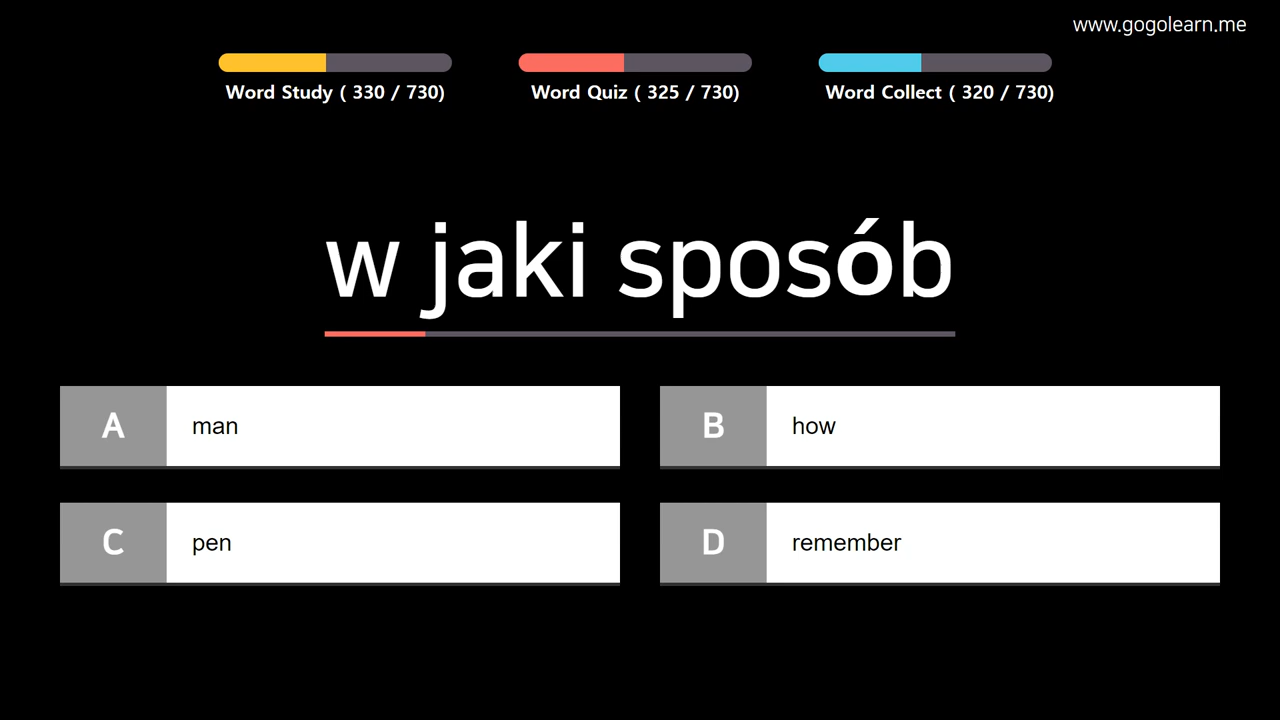 www.gogolearn.me
Word Study ( 330 / 730)
Word Quiz ( 325 / 730)
Word Collect ( 320 / 730)
w jaki sposób
A man
B how
C pen
D remember